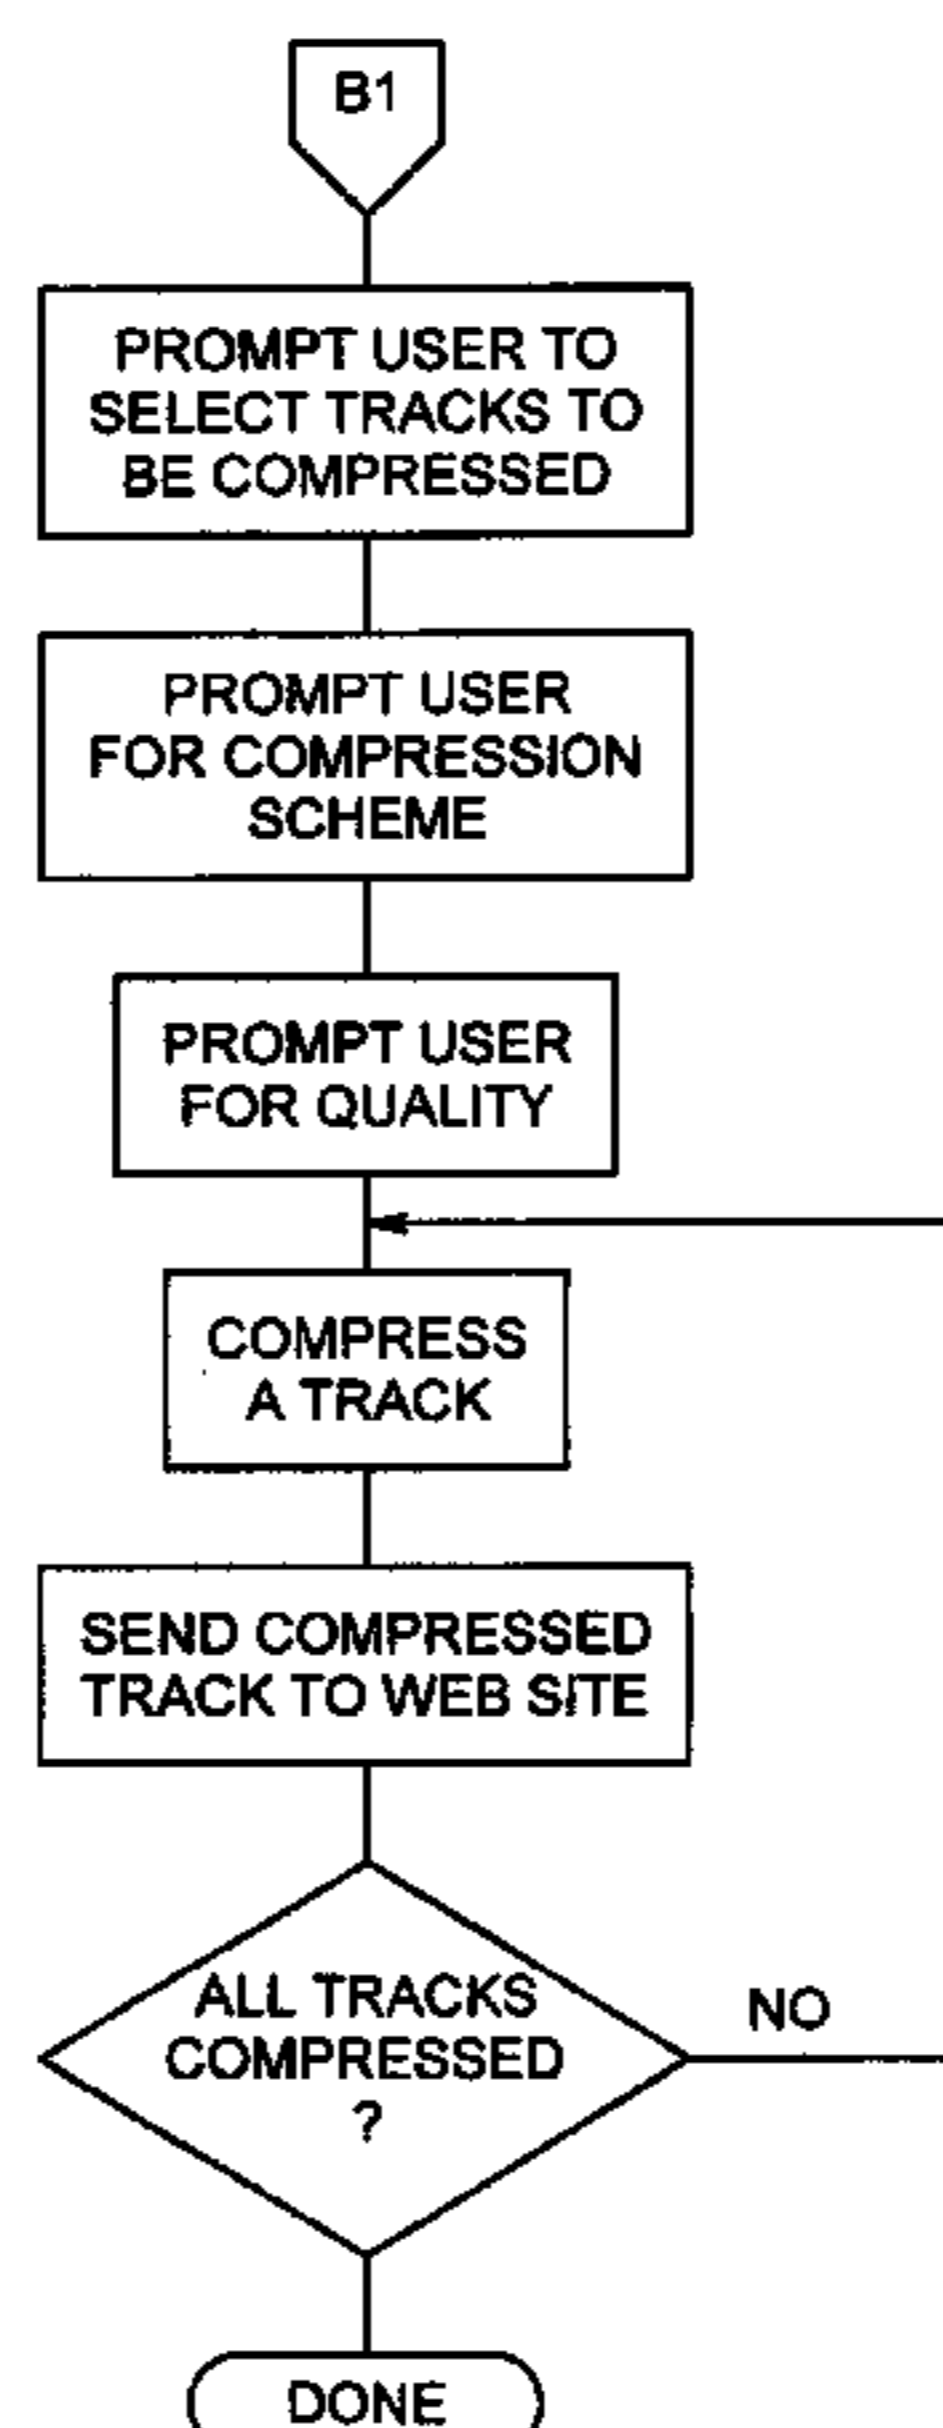 B1
PROMPT USER TO
SELECT TRACKS TO
BE COMPRESSED
PROMPT USER
FOR COMPRESSION
SCHEME
PROMPT USER
FOR QUALITY
COMPRESS
A TRACK
SEND COMPRESSED
TRACK TO WEB SITE
ALL TRACKS
COMPRESSED
?
NO
DONE